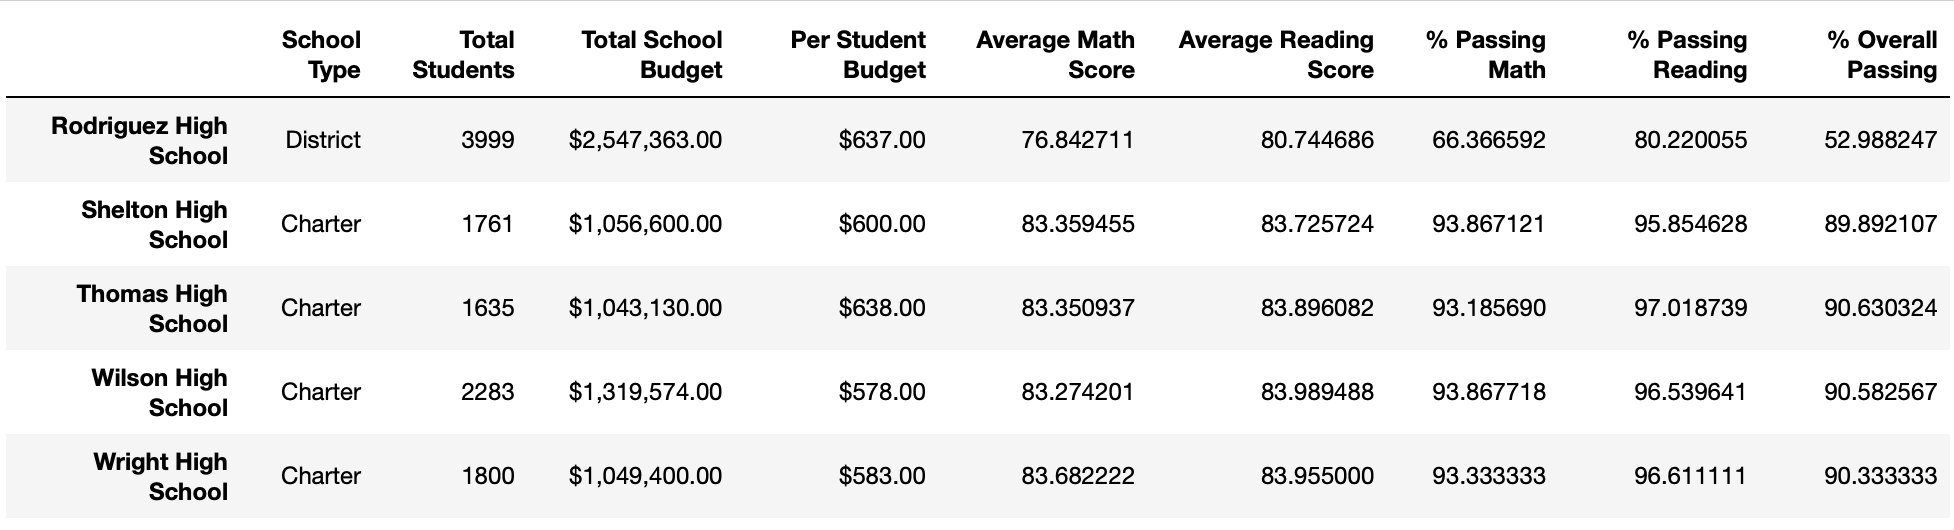 School Total Total School Per Student Average Math Average Reading % Passing % Passing % Overall
Type Students Budget Budget Score Score Math Reading Passing
Rodriguez High
School District 3999 $2,547,363.00 $637.00 76.842711 80.744686 66.366592 80.220055 52.988247
Shelton High
School Charter 1761 $1,056,600.00 $600.00 83.359455 83.725724 93.867121 95.854628 89.892107
Thomas High
School Charter 1635 $1,043,130.00 $638.00 83.350937 83.896082 93.185690 97.018739 90.630324
Wilson High
School Charter 2283 $1,319,574.00 $578.00 83.274201 83.989488 93.867718 96.539641 90.582567
Wright High
School Charter 1800 $1,049,400.00 $583.00 83.682222 83.955000 93.333333 96.611111 90.333333